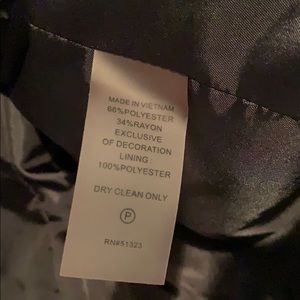 MADE IN VIETNAM
66%POLYESTER
34%RAYON
EXCLUSIVE
OF DECORATION
LINING :
100%POLYESTER
DRY CLEAN ONLY
P
RN#51323